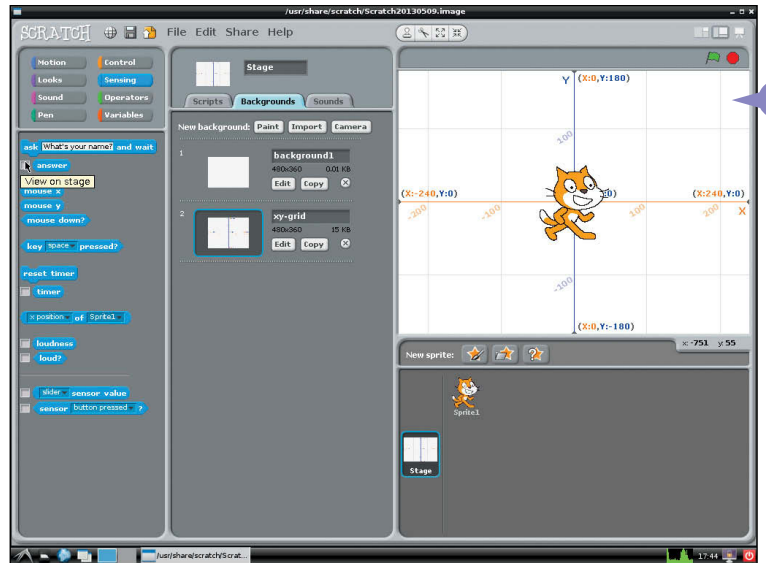 /usr/share/scratch/Scratch20130509.image
SCRATCH File Edit Share Help
Motion Control
Looks Sensing
Sound Operators
Pen Variables
ask What's your name? and wait
answer
View on stage
mouse x
mouse y
mouse down?
key space pressed?
reset timer
timer
x position of Sprite1
loudness
loud?
slider sensor value
sensor button pressed ?
Stage
Scripts Backgrounds Sounds
New background: Paint Import Camera
1 background1
480x360 0.01 KB
Edit Copy
2 xy-grid
480x360 15 KB
Edit Copy
Y (X:0,Y:180)
100
(X:-240,Y:0) 0) (X:240,Y:0)
-200 -100 100 200 X
-100
(X:0,Y:-180)
x: -751 y: 55
New sprite:
Sprite1
Stage
/usr/share/scratch/Scrat... 17:44